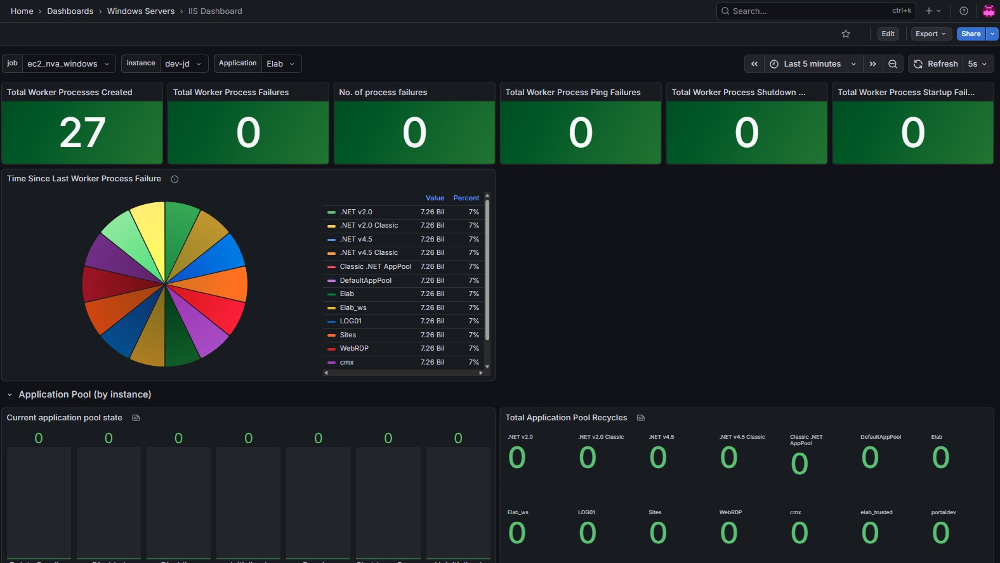 Home › Dashboards › Windows Servers › IIS Dashboard
Search... ctrl+k
Edit Export Share
job ec2_nva_windows instance dev-jd Application Elab
Last 5 minutes Refresh 5s
Total Worker Processes Created
27
Total Worker Process Failures
0
No. of process failures
0
Total Worker Process Ping Failures
0
Total Worker Process Shutdown ...
0
Total Worker Process Startup Fail...
0
Time Since Last Worker Process Failure
Value Percent
.NET v2.0 7.26 Bil 7%
.NET v2.0 Classic 7.26 Bil 7%
.NET v4.5 7.26 Bil 7%
.NET v4.5 Classic 7.26 Bil 7%
Classic .NET AppPool 7.26 Bil 7%
DefaultAppPool 7.26 Bil 7%
Elab 7.26 Bil 7%
Elab_ws 7.26 Bil 7%
LOG01 7.26 Bil 7%
Sites 7.26 Bil 7%
WebRDP 7.26 Bil 7%
cmx 7.26 Bil 7%
Application Pool (by instance)
Current application pool state
0 0 0 0 0 0 0
Total Application Pool Recycles
.NET v2.0
0
.NET v2.0 Classic
0
.NET v4.5
0
.NET v4.5 Classic
0
Classic .NET
AppPool
0
DefaultAppPool
0
Elab
0
Elab_ws
0
LOG01
0
Sites
0
WebRDP
0
cmx
0
elab_trusted
0
portaldev
0